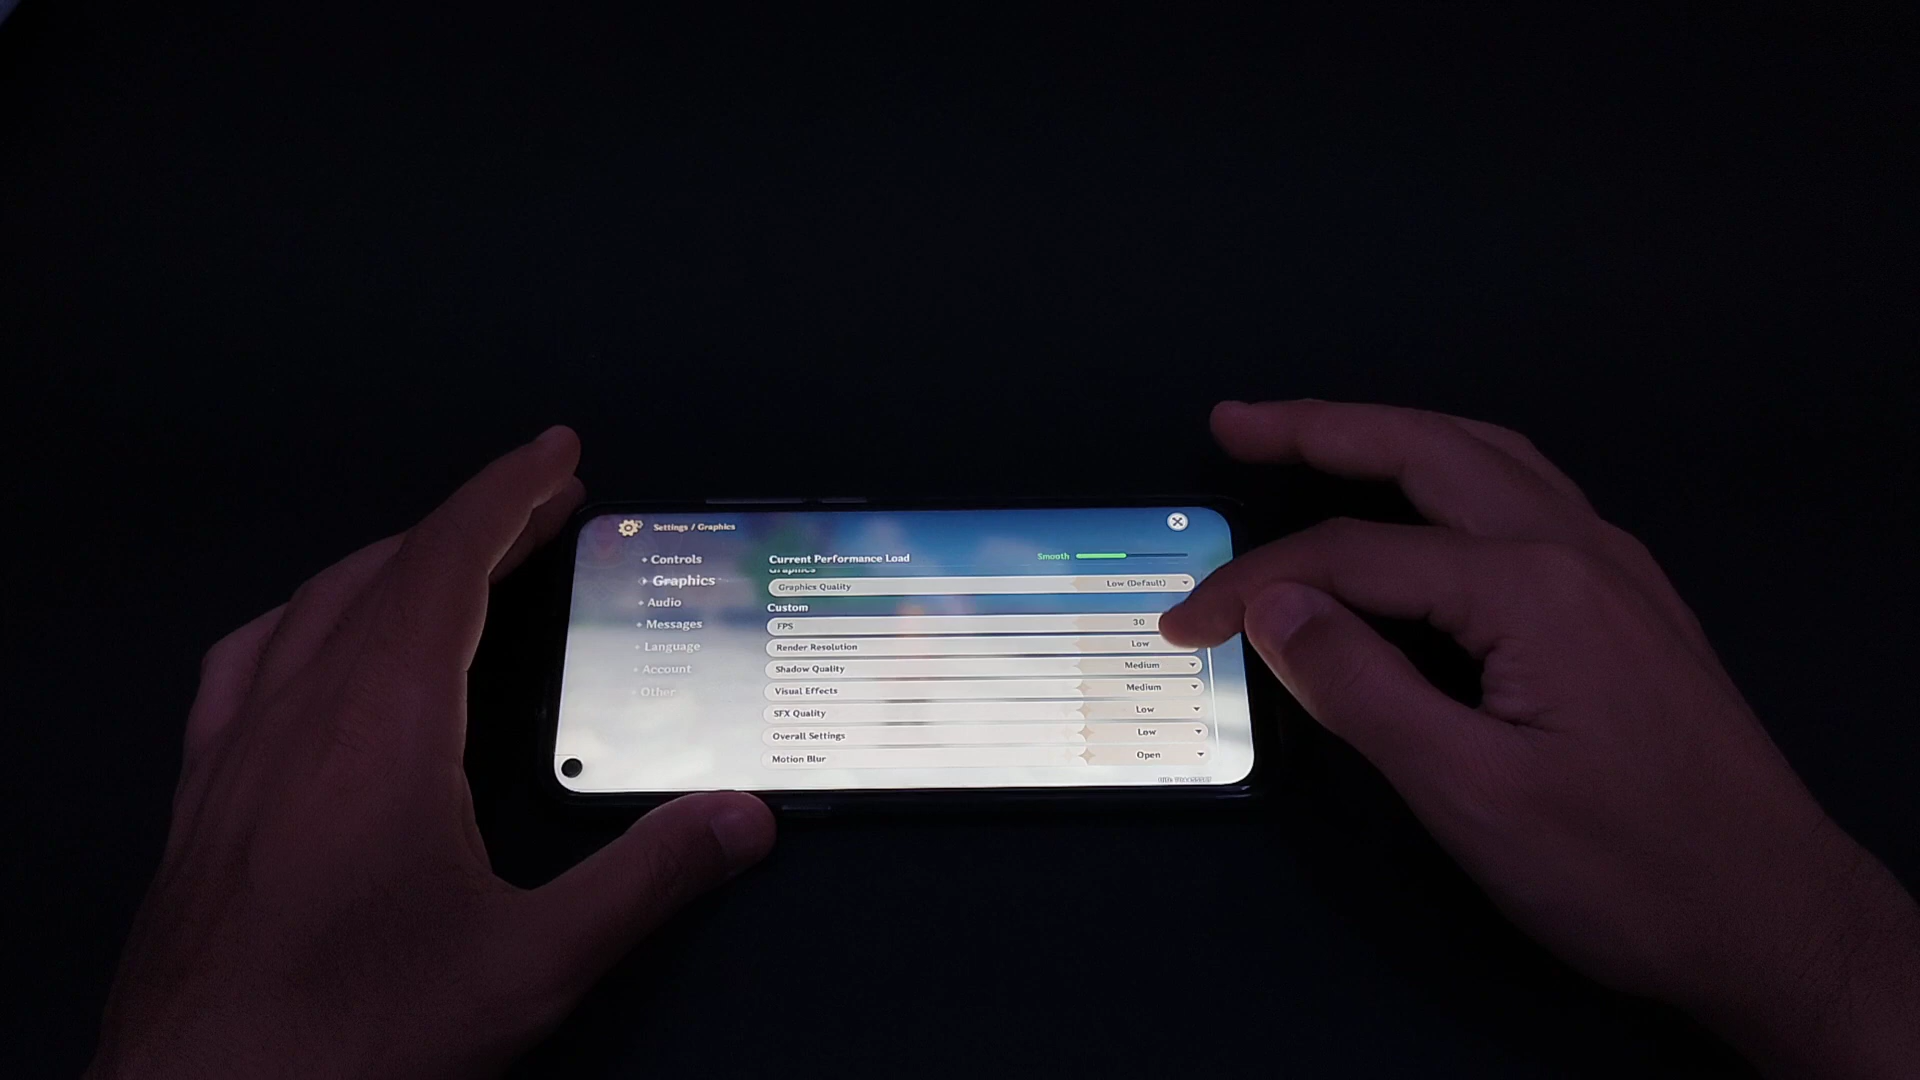 Settings / Graphics
Controls
Graphics
Audio
Messages
Language
Account
Other
Current Performance Load
Smooth
Graphics
Graphics Quality Low (Default)
Custom
FPS 30
Render Resolution Low
Shadow Quality Medium
Visual Effects Medium
SFX Quality Low
Overall Settings Low
Motion Blur Open